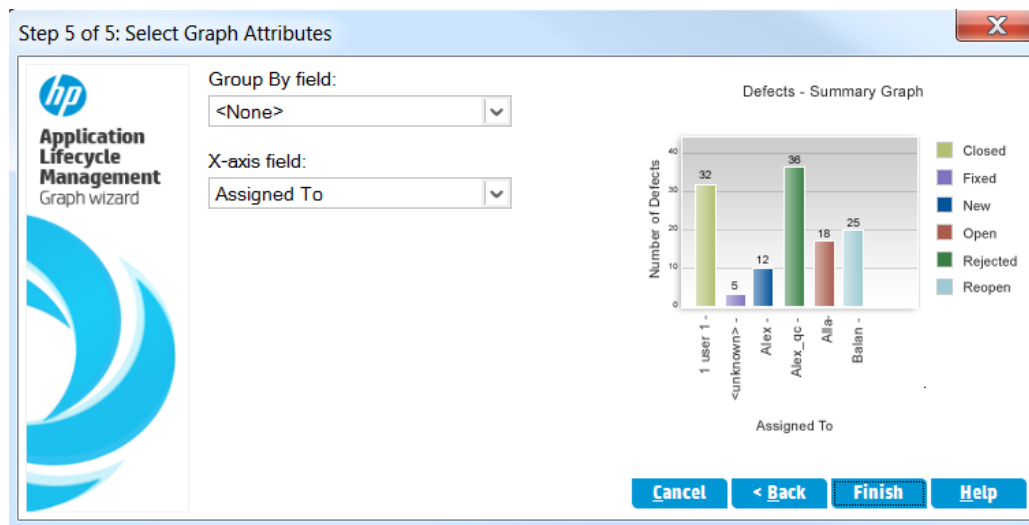 Step 5 of 5: Select Graph Attributes
X
hp
Application
Lifecycle
Management
Graph wizard
Group By field:
<None>
X-axis field:
Assigned To
Defects - Summary Graph
Number of Defects
40
30
20
10
0
32
5
12
36
18
25
1 user 1 -
<unknown> -
Alex -
Alex_qc -
Alla-
Balan -
Assigned To
Closed
Fixed
New
Open
Rejected
Reopen
Cancel
< Back
Finish
Help